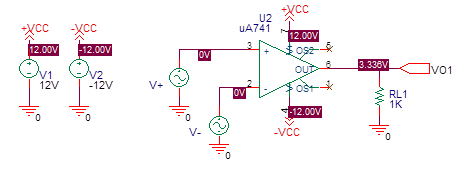 +VCC
-VCC
12.00V
-12.00V
V1
12V
V2
-12V
0
0
U2
uA741
+VCC
7
12.00V
V+
0V
3
+
OS2
5
OUT
6
3.336V
VO1
V-
0V
2
-
OS1
1
4
-12.00V
-VCC
RL1
1K
0
0
0